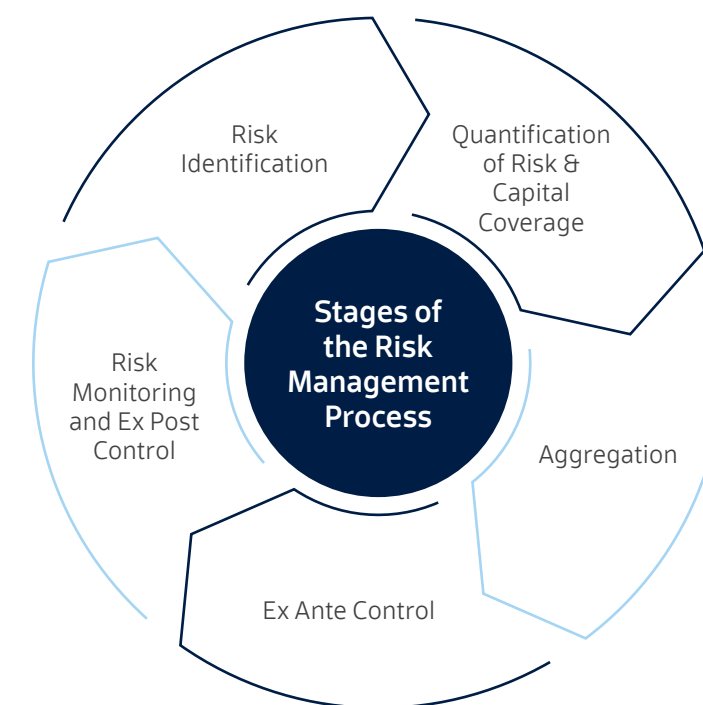 Risk
Identification
Quantification
of Risk &
Capital
Coverage
Stages of
the Risk
Management
Process
Risk
Monitoring
and Ex Post
Control
Aggregation
Ex Ante Control